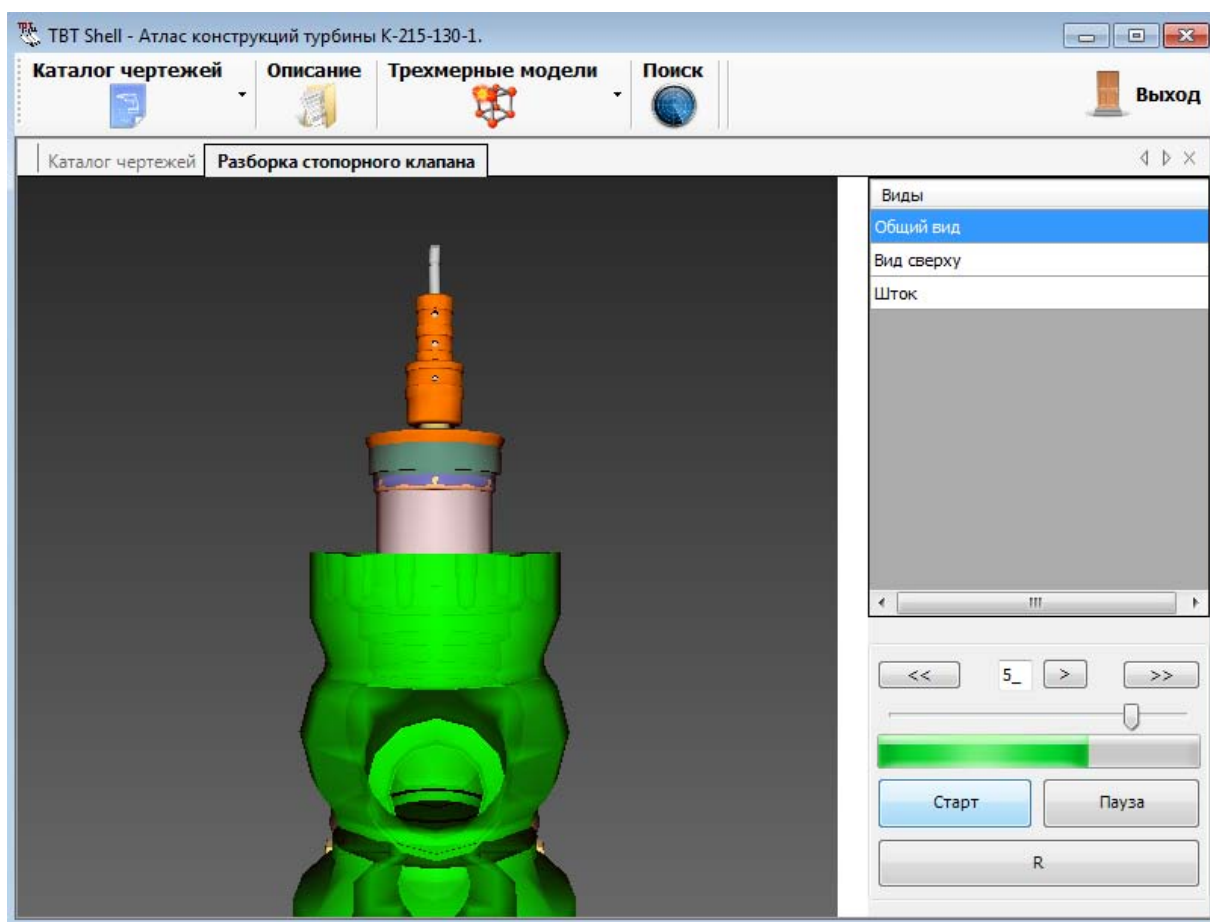 TBT Shell - Атлас конструкций турбины К-215-130-1.
Каталог чертежей Описание Трехмерные модели Поиск
Выход
Каталог чертежей Разборка стопорного клапана
Виды
Общий вид
Вид сверху
Шток
<< 5_ > >>
Старт Пауза
R